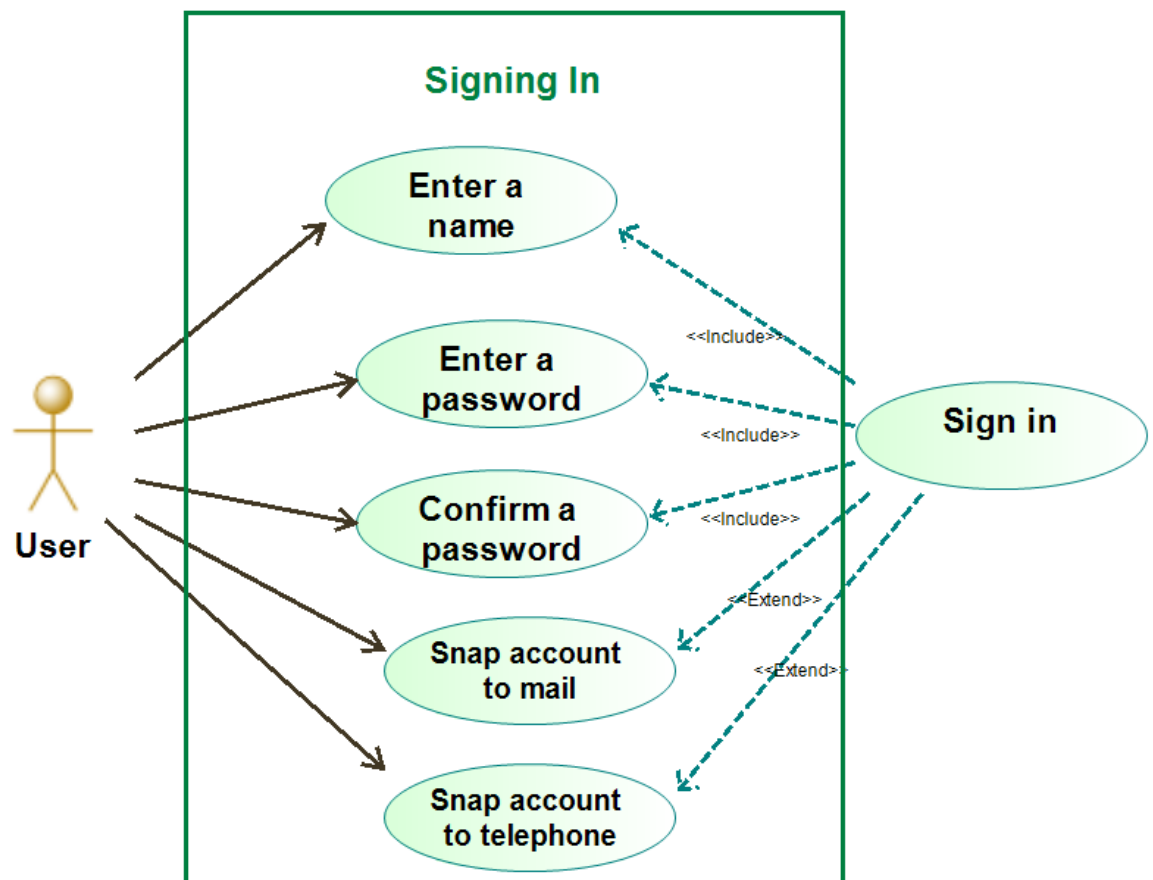 Signing In
Enter a
name
<<Include>>
Enter a
password
<<Include>>
Sign in
Confirm a
password
<<Include>>
User
<<Extend>>
Snap account
to mail
<<Extend>>
Snap account
to telephone